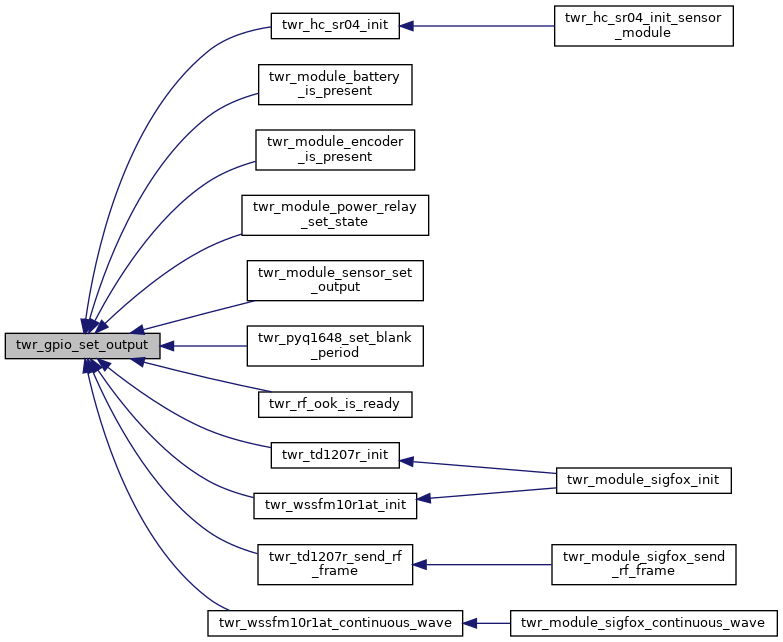 twr_hc_sr04_init
twr_hc_sr04_init_sensor
_module
twr_module_battery
_is_present
twr_module_encoder
_is_present
twr_module_power_relay
_set_state
twr_module_sensor_set
_output
twr_gpio_set_output
twr_pyq1648_set_blank
_period
twr_rf_ook_is_ready
twr_td1207r_init
twr_module_sigfox_init
twr_wssfm10r1at_init
twr_td1207r_send_rf
_frame
twr_module_sigfox_send
_rf_frame
twr_wssfm10r1at_continuous_wave
twr_module_sigfox_continuous_wave